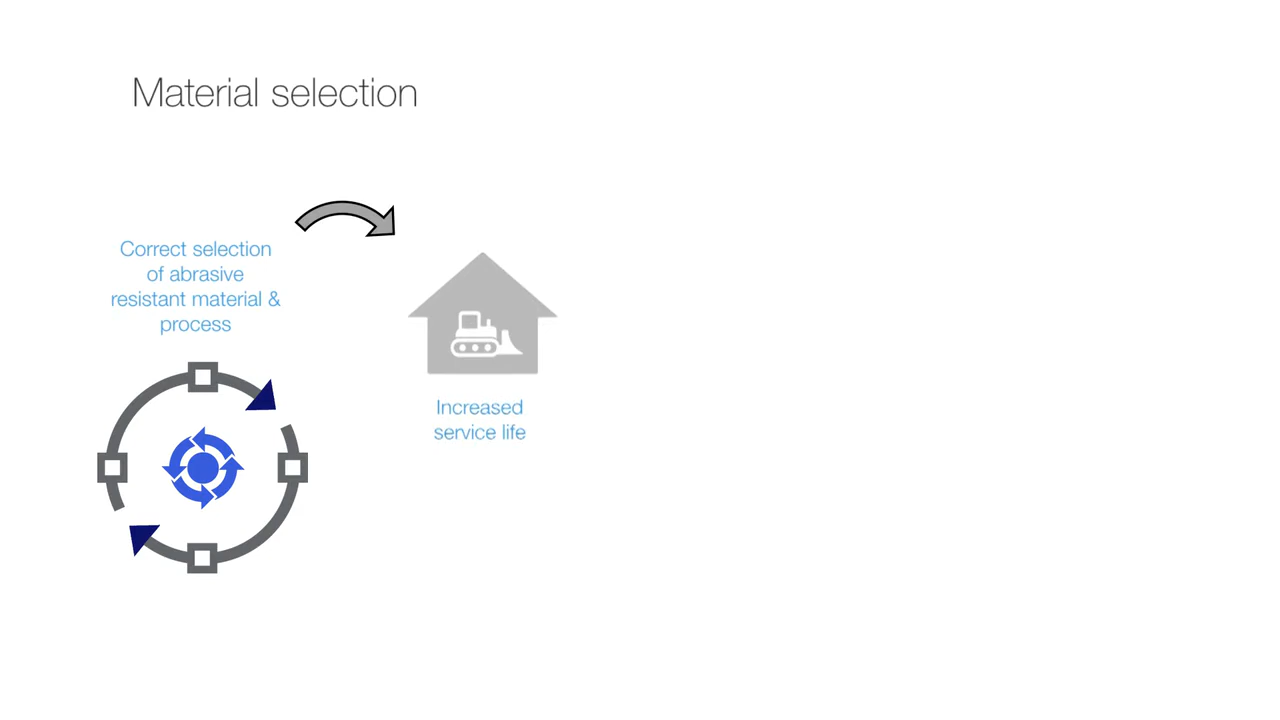 Material selection
Correct selection
of abrasive
resistant material &
process
Increased
service life